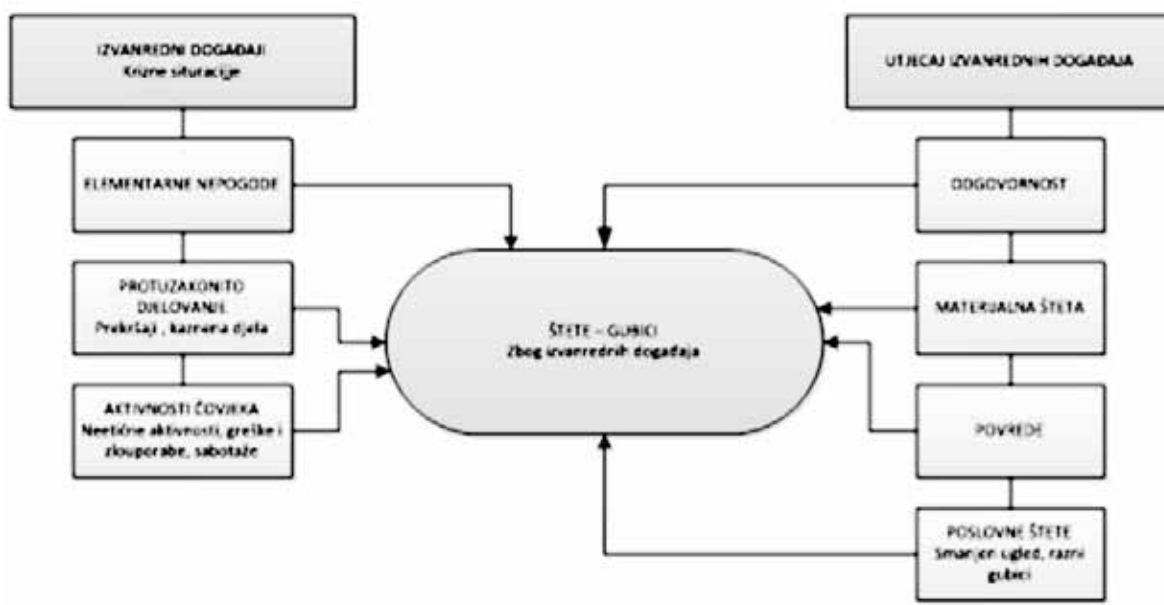 IZVANREDNI DOGAĐAJI
Krizne situracije
ELEMENTARNE NEPOGODE
PROTUZAKONITO
DJELOVANJE
Prekršaji , kaznena djela
AKTIVNOSTI ČOVJEKA
Neetične aktivnosti, greške i
zlouporabe, sabotaže
ŠTETE – GUBICI
Zbog izvanrednih događaja
UTJECAJ IZVANREDNIH DOGAĐAJA
ODGOVORNOST
MATERIJALNA ŠTETA
POVREDE
POSLOVNE ŠTETE
Smanjen ugled, razni
gubici